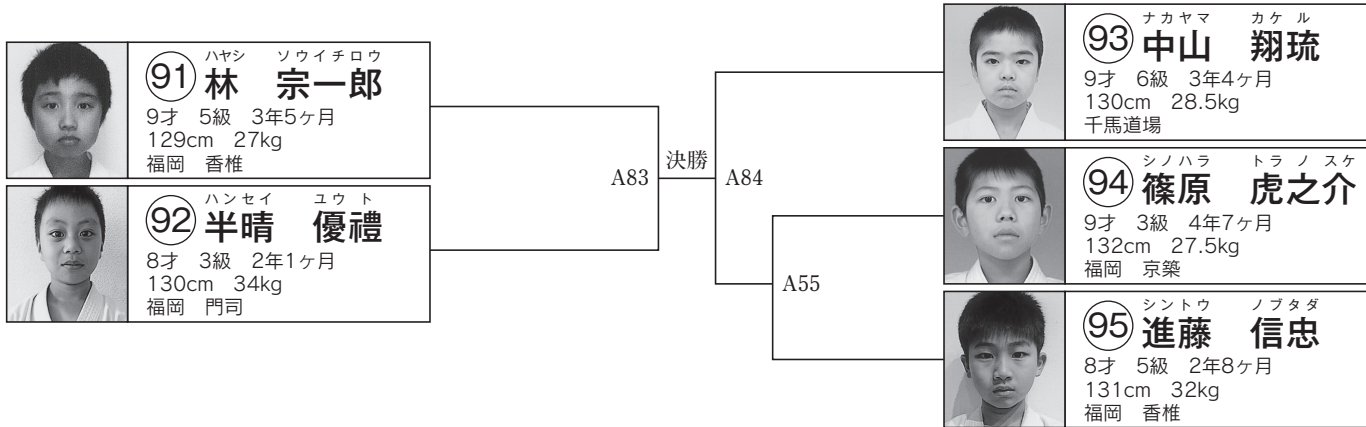 ハヤシ ソウイチロウ
91 林 宗一郎
9才 5級 3年5ヶ月
129cm 27kg
福岡 香椎
ハンセイ ユウト
92 半晴 優禮
8才 3級 2年1ヶ月
130cm 34kg
福岡 門司
A83
決勝
A84
A55
ナカヤマ カケル
93 中山 翔琉
9才 6級 3年4ヶ月
130cm 28.5kg
千馬道場
シノハラ トラノスケ
94 篠原 虎之介
9才 3級 4年7ヶ月
132cm 27.5kg
福岡 京築
シントウ ノブタダ
95 進藤 信忠
8才 5級 2年8ヶ月
131cm 32kg
福岡 香椎